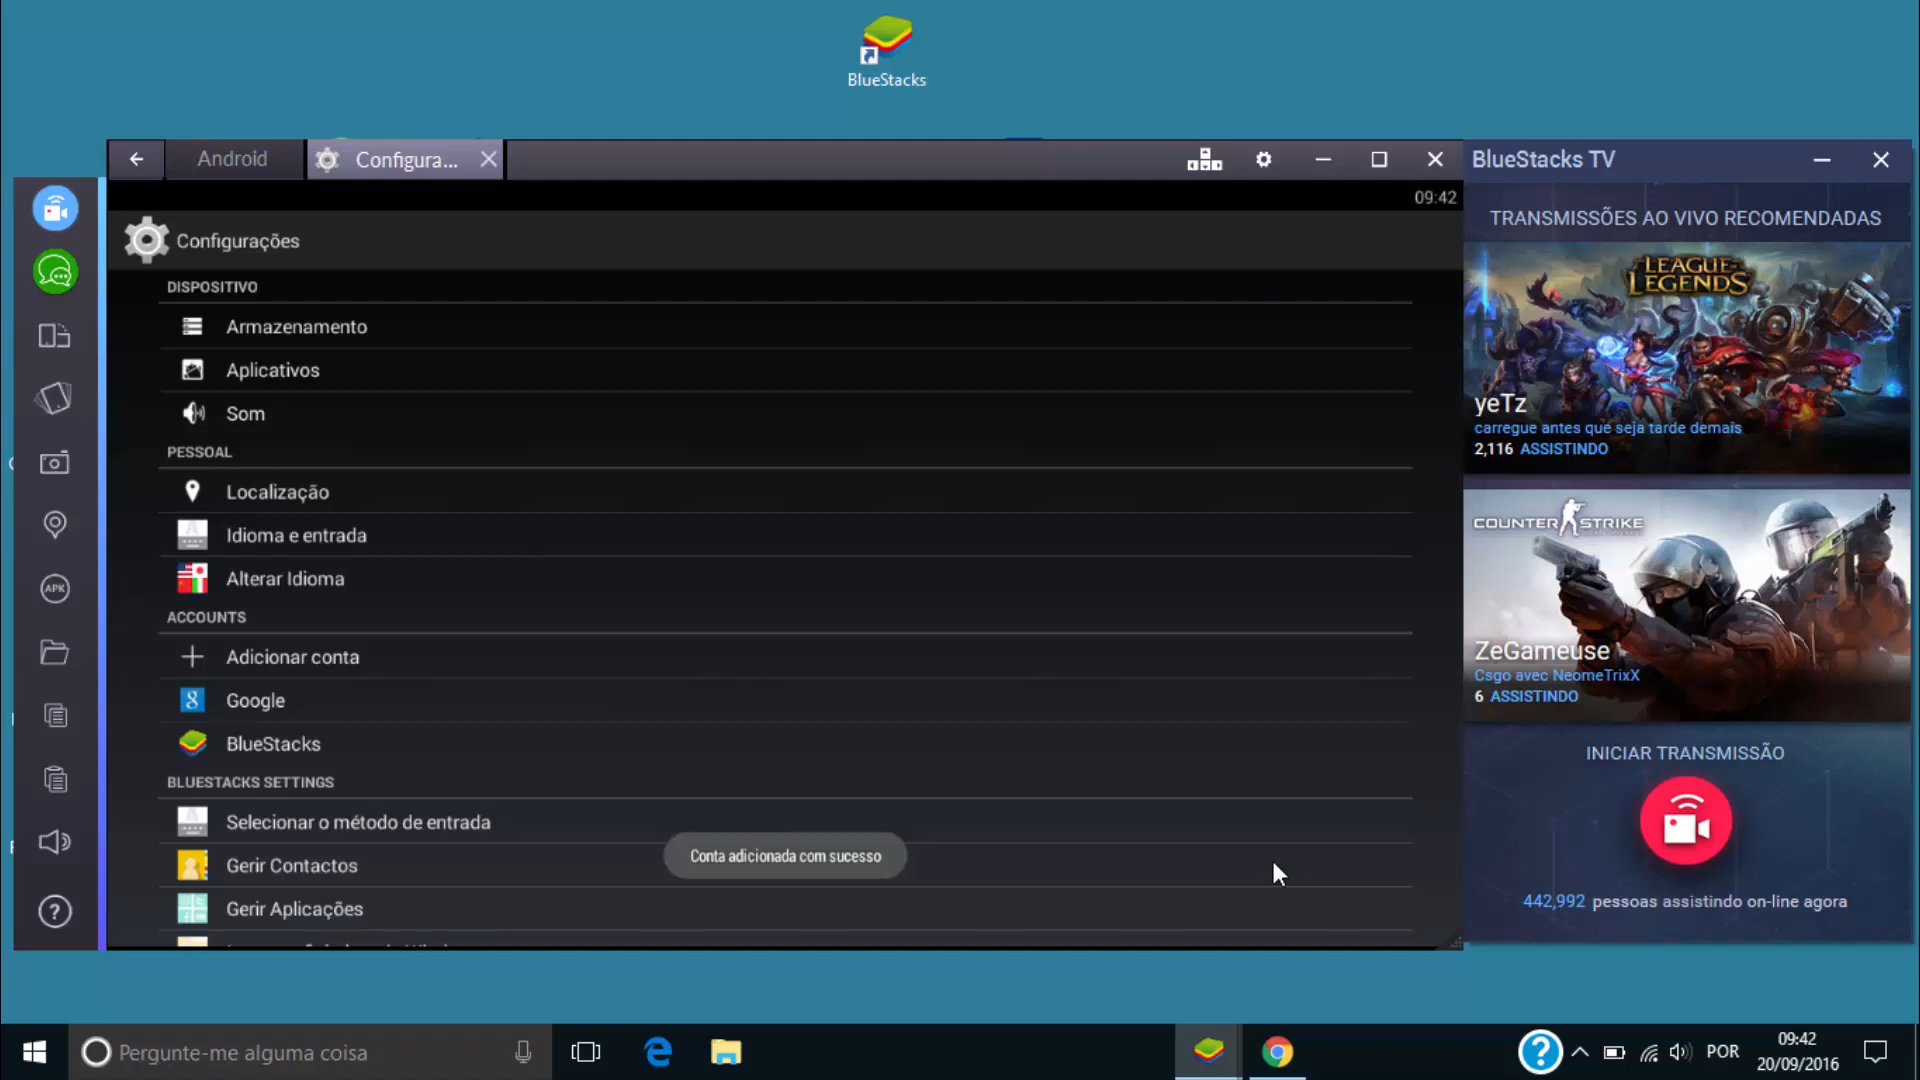 BlueStacks
Android
Configura...
BlueStacks TV
09:42
Configurações
DISPOSITIVO
Armazenamento
Aplicativos
Som
PESSOAL
Localização
Idioma e entrada
Alterar Idioma
ACCOUNTS
Adicionar conta
Google
BlueStacks
BLUESTACKS SETTINGS
Selecionar o método de entrada
Gerir Contactos
Gerir Aplicações
Conta adicionada com sucesso
APK
TRANSMISSÕES AO VIVO RECOMENDADAS
LEAGUE OF LEGENDS
yeTz
carregue antes que seja tarde demais
2,116 ASSISTINDO
COUNTER STRIKE
ZeGameuse
Csgo avec NeomeTrixX
6 ASSISTINDO
INICIAR TRANSMISSÃO
442,992 pessoas assistindo on-line agora
Pergunte-me alguma coisa
POR
09:42
20/09/2016